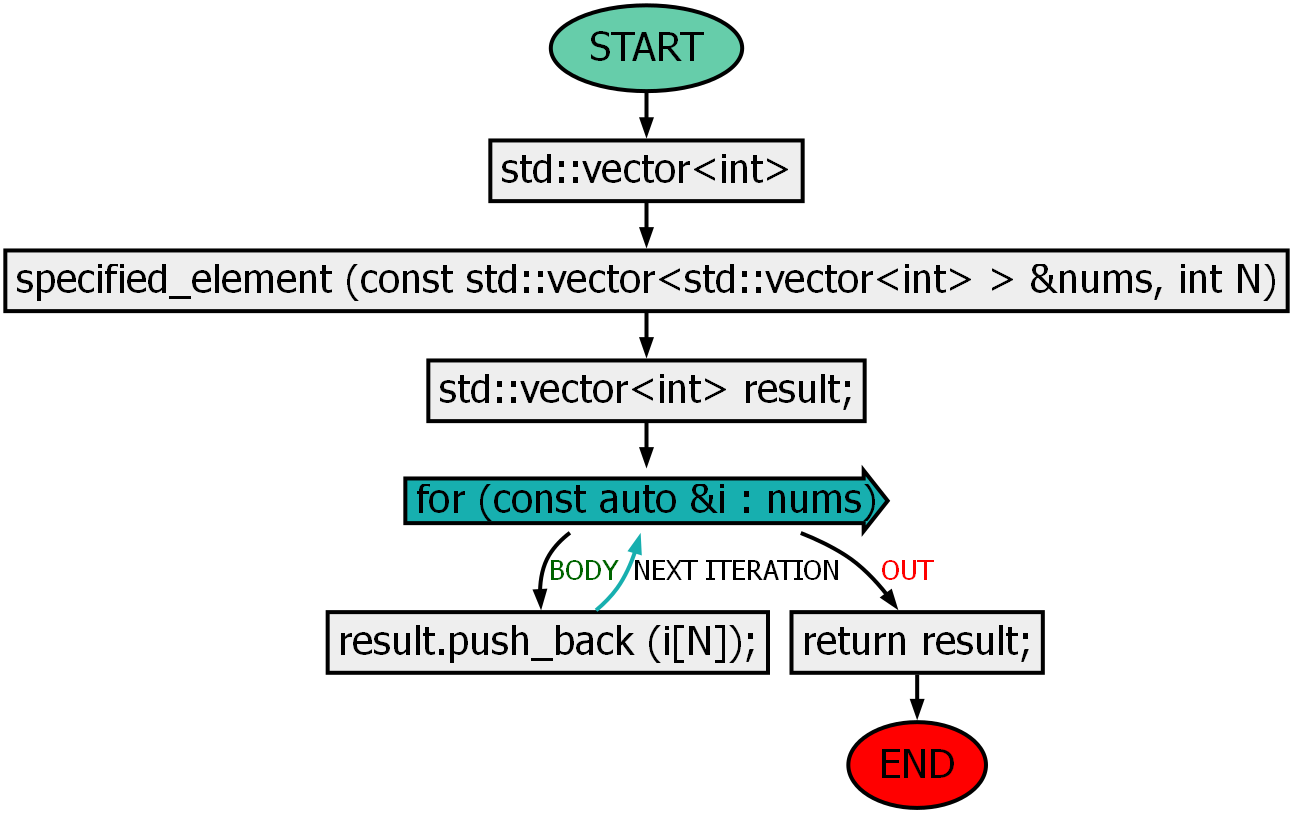 START
std::vector<int>
specified_element (const std::vector<std::vector<int> > &nums, int N)
std::vector<int> result;
for (const auto &i : nums)
BODY
NEXT ITERATION
OUT
result.push_back (i[N]);
return result;
END